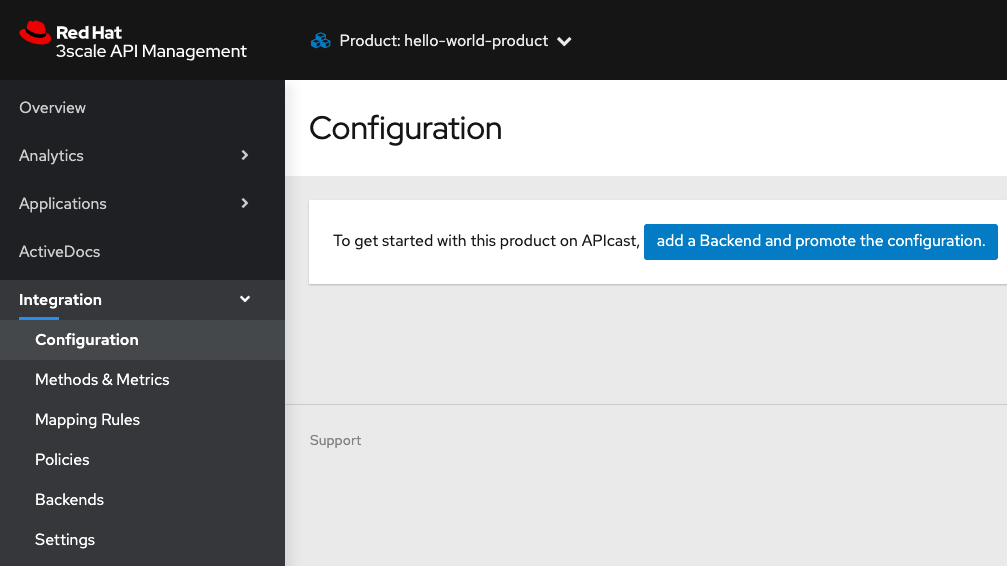 Red Hat
3scale API Management
Product: hello-world-product
Overview
Analytics
Applications
ActiveDocs
Integration
Configuration
Methods & Metrics
Mapping Rules
Policies
Backends
Settings
Configuration
To get started with this product on APIcast, add a Backend and promote the configuration.
Support